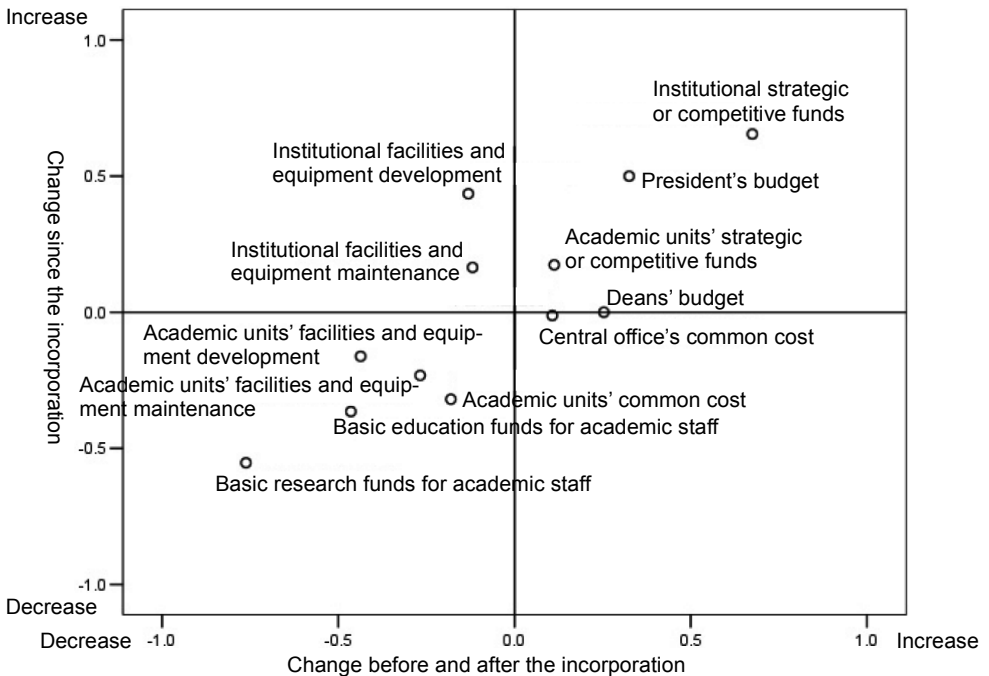 Increase
1.0
Institutional strategic
or competitive funds
Institutional facilities and
equipment development
0.5
President's budget
Academic units' strategic
or competitive funds
Institutional facilities and
equipment maintenance
Deans' budget
0.0
Central office's common cost
Academic units' facilities and equip-
ment development
Academic units' facilities and equip-
ment maintenance
Academic units' common cost
Basic education funds for academic staff
-0.5
Basic research funds for academic staff
-1.0
Change since the incorporation
Decrease
Decrease -1.0 -0.5 0.0 0.5 1.0 Increase
Change before and after the incorporation